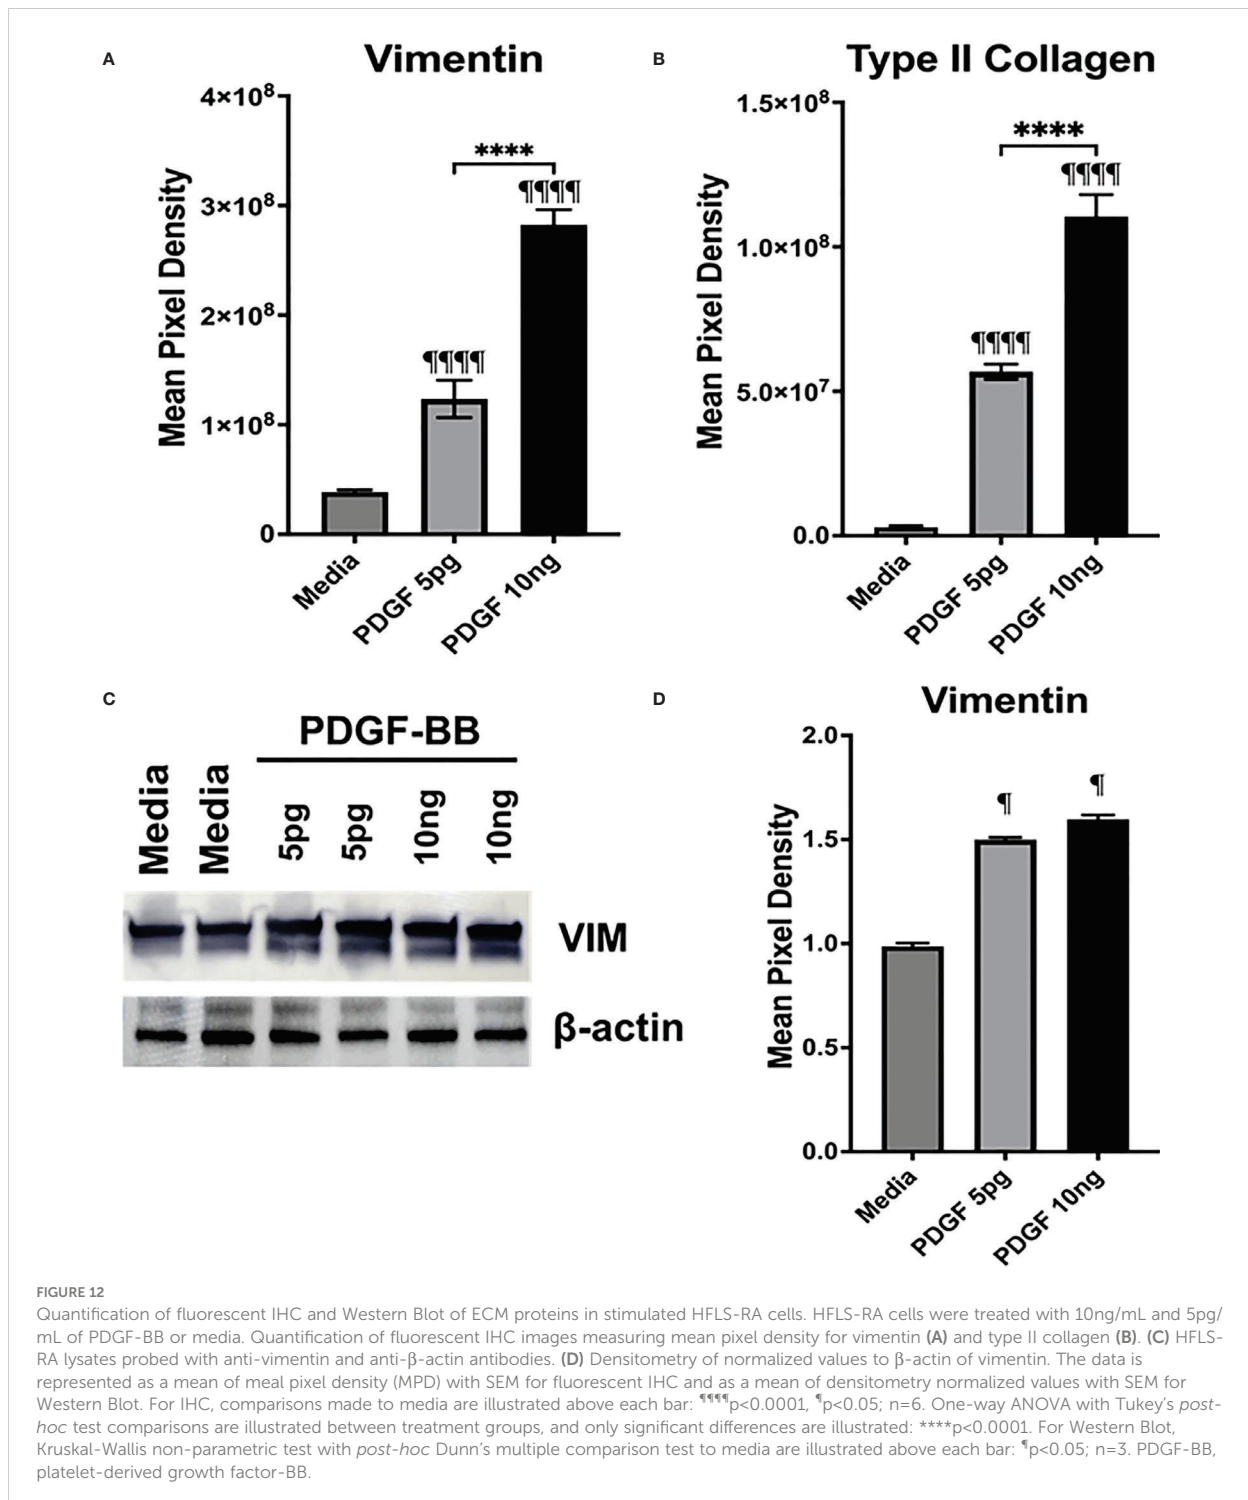 A
Vimentin
4×10⁸
3×10⁸
2×10⁸
1×10⁸
0
Mean Pixel Density
****
¶¶¶¶
¶¶¶¶
Media
PDGF 5pg
PDGF 10ng
B
Type II Collagen
1.5×10⁸
1.0×10⁸
5.0×10⁷
0.0
Mean Pixel Density
****
¶¶¶¶
¶¶¶¶
Media
PDGF 5pg
PDGF 10ng
C
PDGF-BB
Media
Media
5pg
5pg
10ng
10ng
VIM
β-actin
D
Vimentin
2.0
1.5
1.0
0.5
0.0
Mean Pixel Density
¶
¶
Media
PDGF 5pg
PDGF 10ng
FIGURE 12
Quantification of fluorescent IHC and Western Blot of ECM proteins in stimulated HFLS-RA cells. HFLS-RA cells were treated with 10ng/mL and 5pg/
mL of PDGF-BB or media. Quantification of fluorescent IHC images measuring mean pixel density for vimentin (A) and type II collagen (B). (C) HFLS-
RA lysates probed with anti-vimentin and anti-β-actin antibodies. (D) Densitometry of normalized values to β-actin of vimentin. The data is
represented as a mean of meal pixel density (MPD) with SEM for fluorescent IHC and as a mean of densitometry normalized values with SEM for
Western Blot. For IHC, comparisons made to media are illustrated above each bar: ¶¶¶¶p<0.0001, ¶p<0.05; n=6. One-way ANOVA with Tukey's post-
hoc test comparisons are illustrated between treatment groups, and only significant differences are illustrated: ****p<0.0001. For Western Blot,
Kruskal-Wallis non-parametric test with post-hoc Dunn's multiple comparison test to media are illustrated above each bar: ¶p<0.05; n=3. PDGF-BB,
platelet-derived growth factor-BB.